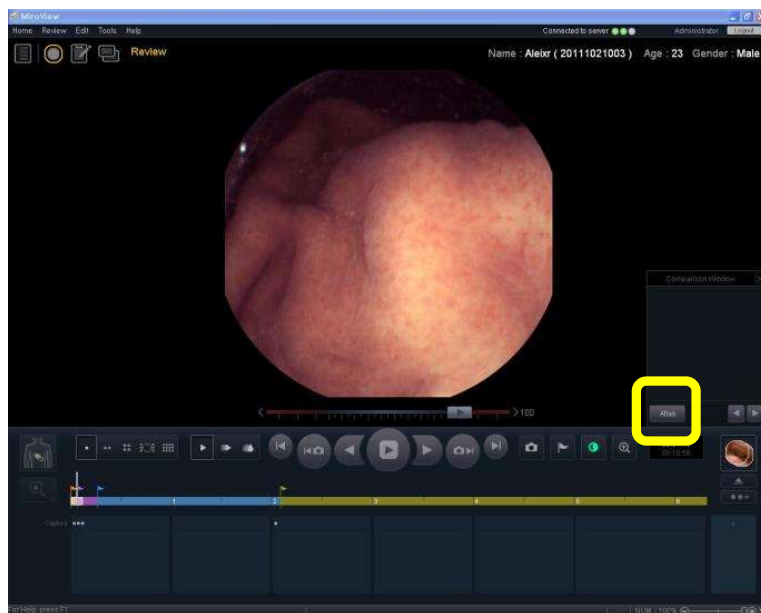 MiroView
Home Review Edit Tools Help Connected to server Administrator Logout
Review Name : Aleixr ( 20111021003 ) Age : 23 Gender : Male
Comparison Window
Atlas
100
1 2 3 4 5 6
Capture
For Help, press F1 NUM 100%